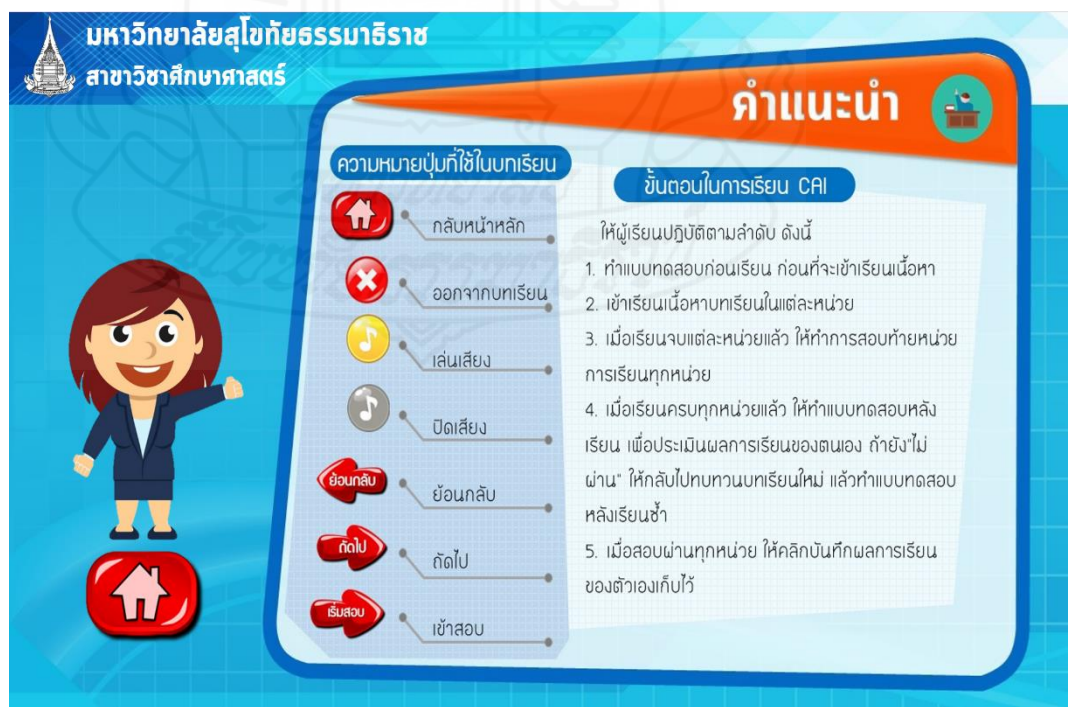 มหาวิทยาลัยสุโขทัยธรรมาธิราช
สาขาวิชาศึกษาศาสตร์
คำแนะนำ
ความหมายปุ่มที่ใช้ในบทเรียน
กลับหน้าหลัก
ออกจากบทเรียน
เล่นเสียง
ปิดเสียง
ย้อนกลับ
ย้อนกลับ
ถัดไป
ถัดไป
เริ่มสอบ
เข้าสอบ
ขั้นตอนในการเรียน CAI
ให้ผู้เรียนปฏิบัติตามลำดับ ดังนี้
1. ทำแบบทดสอบก่อนเรียน ก่อนที่จะเข้าเรียนเนื้อหา
2. เข้าเรียนเนื้อหาบทเรียนในแต่ละหน่วย
3. เมื่อเรียนจบแต่ละหน่วยแล้ว ให้ทำการสอบท้ายหน่วย
การเรียนทุกหน่วย
4. เมื่อเรียนครบทุกหน่วยแล้ว ให้ทำแบบทดสอบหลัง
เรียน เพื่อประเมินผลการเรียนของตนเอง ถ้ายัง"ไม่
ผ่าน" ให้กลับไปทบทวนบทเรียนใหม่ แล้วทำแบบทดสอบ
หลังเรียนซ้ำ
5. เมื่อสอบผ่านทุกหน่วย ให้คลิกบันทึกผลการเรียน
ของตัวเองเก็บไว้